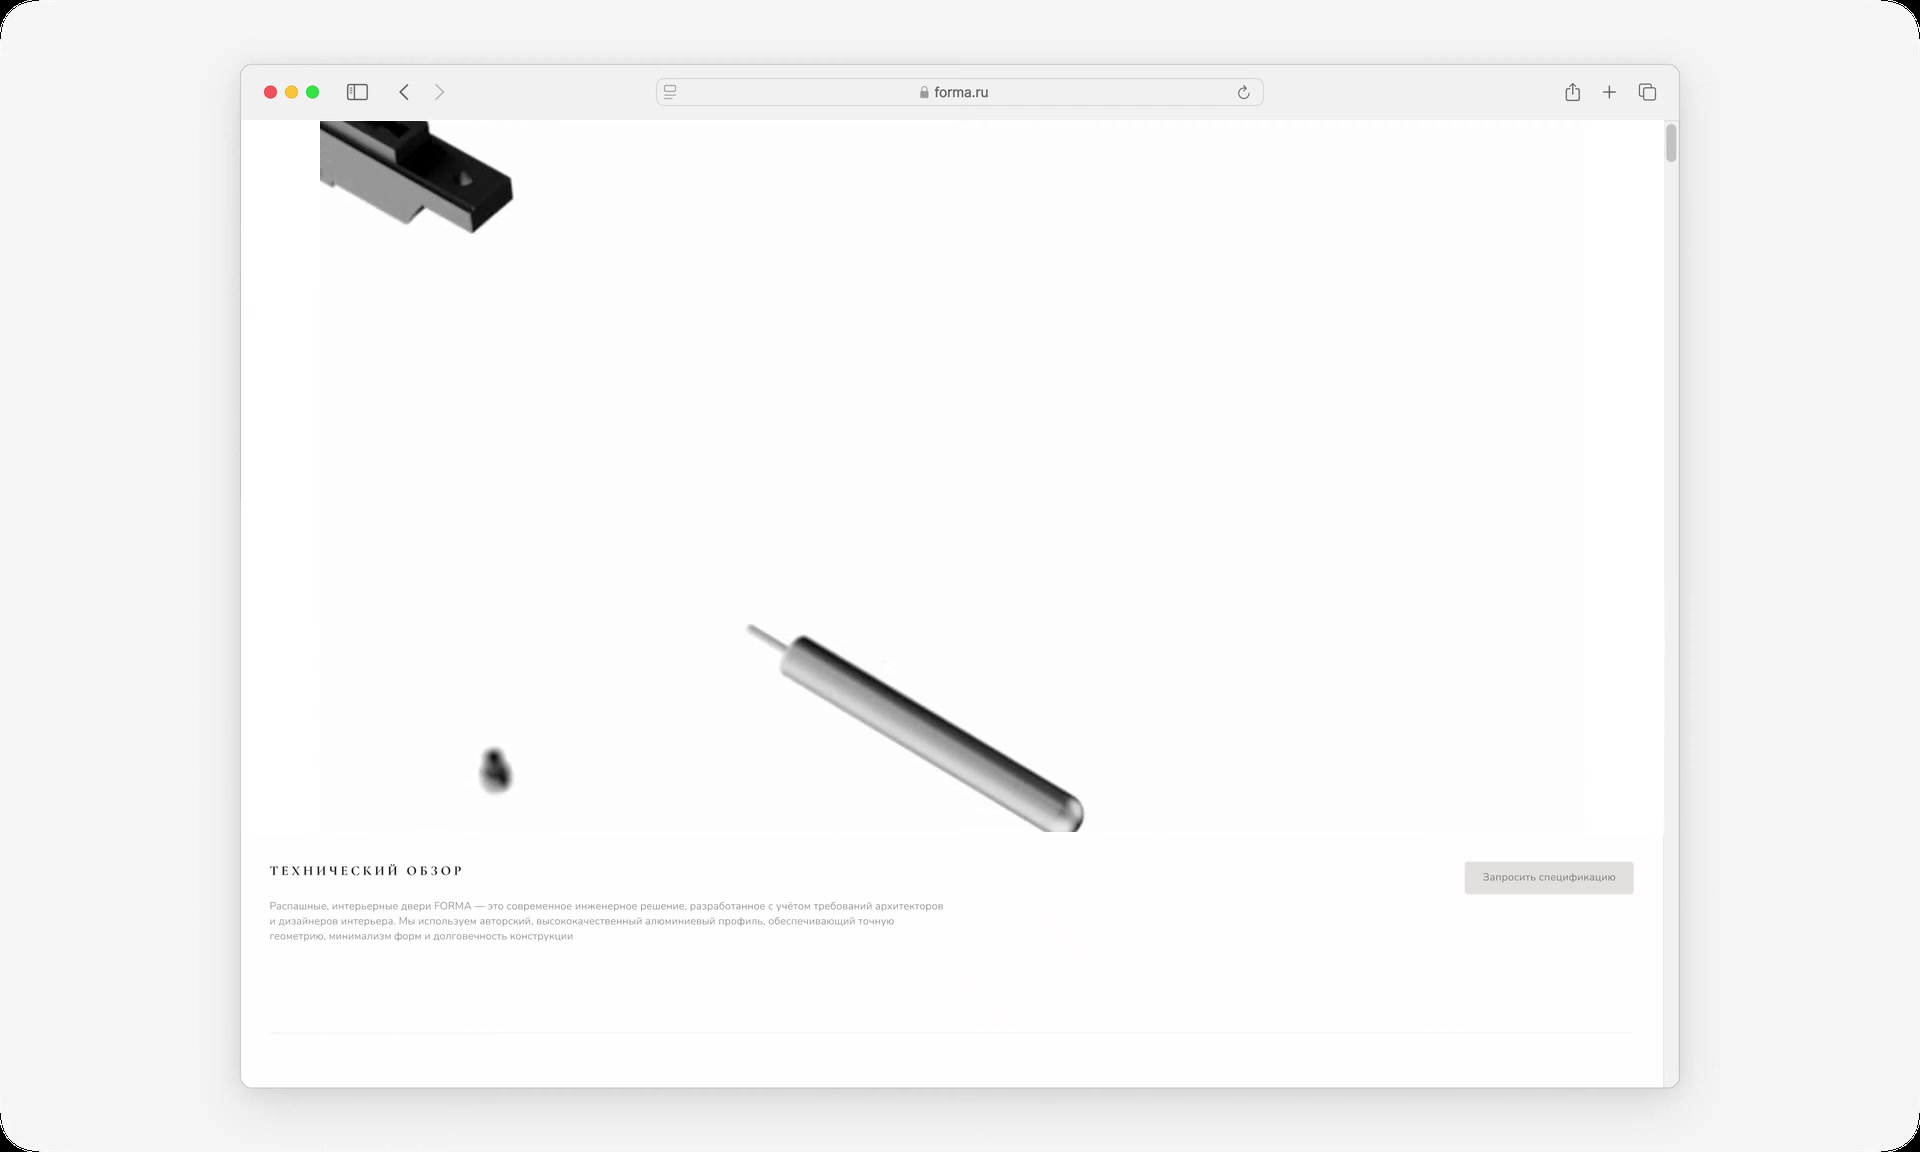 forma.ru
ТЕХНИЧЕСКИЙ ОБЗОР
Запросить спецификацию
Распашные, интерьерные двери FORMA — это современное инженерное решение, разработанное с учётом требований архитекторов
и дизайнеров интерьера. Мы используем авторский, высококачественный алюминиевый профиль, обеспечивающий точную
геометрию, минимализм форм и долговечность конструкции